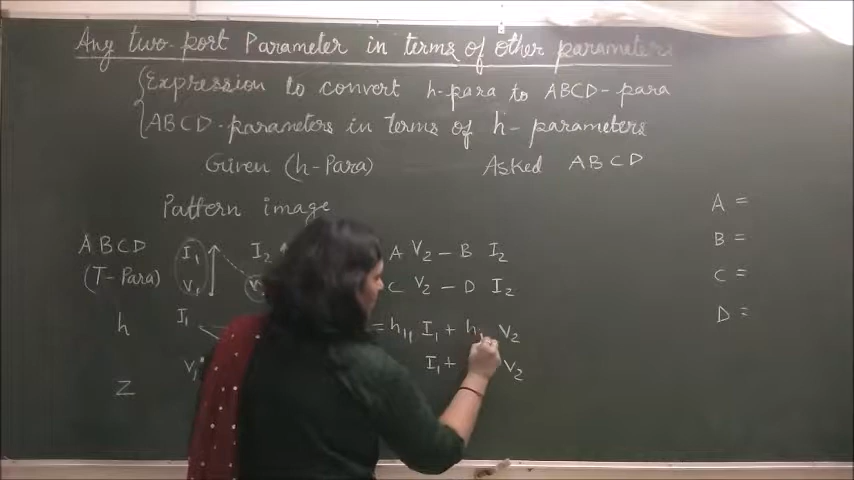 Any two-port Parameter in terms of other parameters
Expression to convert h-para to ABCD-para
ABCD-parameters in terms of h-parameters
Given (h-Para) Asked ABCD
Pattern image
A =
ABCD I₁ I₂ A V₂ - B I₂
B =
(T-Para) V₁ C V₂ - D I₂
C =
D =
h I₁ = h₁₁ I₁ + h V₂
V₁ I₁ + V₂
Z